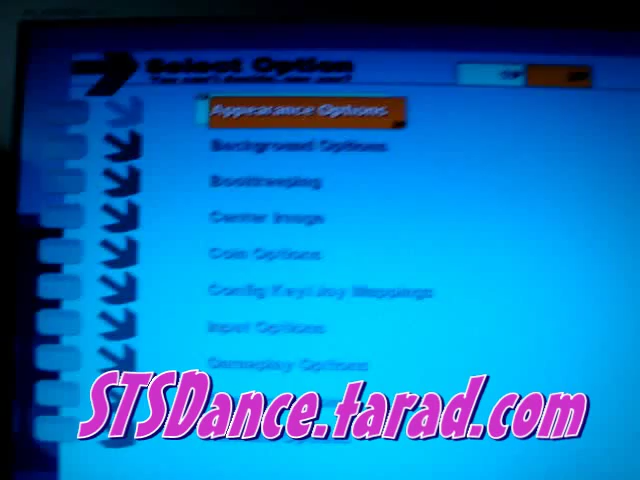 Select Option
Appearance Options
Background Options
Bookkeeping
Center Image
Coin Options
Config Key/Joy Mappings
Input Options
Gameplay Options
STSDance.tarad.com